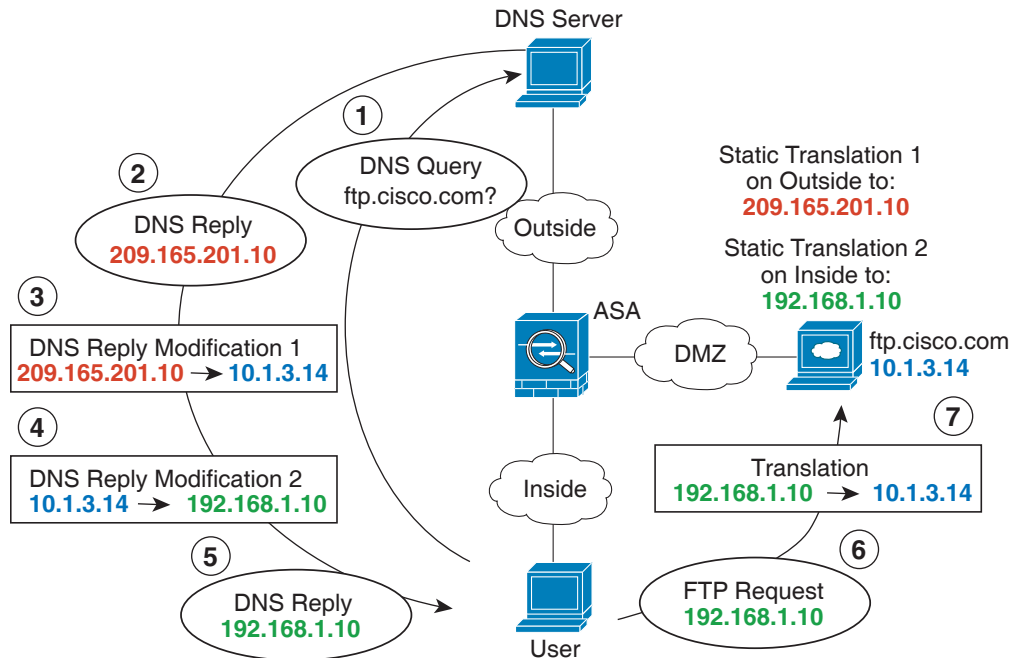 DNS Server
1
DNS Query
ftp.cisco.com?
2
DNS Reply
209.165.201.10
Outside
Static Translation 1
on Outside to:
209.165.201.10
Static Translation 2
on Inside to:
192.168.1.10
3
DNS Reply Modification 1
209.165.201.10 → 10.1.3.14
ASA
DMZ
ftp.cisco.com
10.1.3.14
4
DNS Reply Modification 2
10.1.3.14 → 192.168.1.10
Inside
7
Translation
192.168.1.10 → 10.1.3.14
5
DNS Reply
192.168.1.10
6
FTP Request
192.168.1.10
User